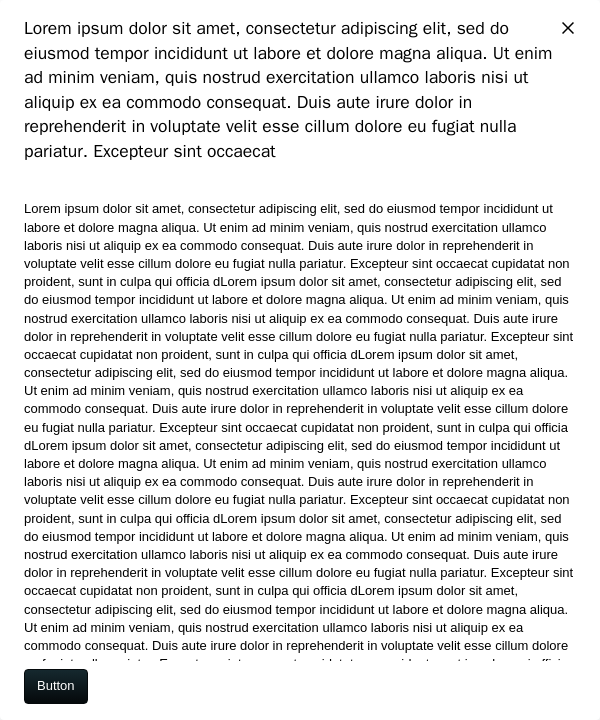 Lorem ipsum dolor sit amet, consectetur adipiscing elit, sed do
eiusmod tempor incididunt ut labore et dolore magna aliqua. Ut enim
ad minim veniam, quis nostrud exercitation ullamco laboris nisi ut
aliquip ex ea commodo consequat. Duis aute irure dolor in
reprehenderit in voluptate velit esse cillum dolore eu fugiat nulla
pariatur. Excepteur sint occaecat
Lorem ipsum dolor sit amet, consectetur adipiscing elit, sed do eiusmod tempor incididunt ut
labore et dolore magna aliqua. Ut enim ad minim veniam, quis nostrud exercitation ullamco
laboris nisi ut aliquip ex ea commodo consequat. Duis aute irure dolor in reprehenderit in
voluptate velit esse cillum dolore eu fugiat nulla pariatur. Excepteur sint occaecat cupidatat non
proident, sunt in culpa qui officia dLorem ipsum dolor sit amet, consectetur adipiscing elit, sed
do eiusmod tempor incididunt ut labore et dolore magna aliqua. Ut enim ad minim veniam, quis
nostrud exercitation ullamco laboris nisi ut aliquip ex ea commodo consequat. Duis aute irure
dolor in reprehenderit in voluptate velit esse cillum dolore eu fugiat nulla pariatur. Excepteur sint
occaecat cupidatat non proident, sunt in culpa qui officia dLorem ipsum dolor sit amet,
consectetur adipiscing elit, sed do eiusmod tempor incididunt ut labore et dolore magna aliqua.
Ut enim ad minim veniam, quis nostrud exercitation ullamco laboris nisi ut aliquip ex ea
commodo consequat. Duis aute irure dolor in reprehenderit in voluptate velit esse cillum dolore
eu fugiat nulla pariatur. Excepteur sint occaecat cupidatat non proident, sunt in culpa qui officia
dLorem ipsum dolor sit amet, consectetur adipiscing elit, sed do eiusmod tempor incididunt ut
labore et dolore magna aliqua. Ut enim ad minim veniam, quis nostrud exercitation ullamco
laboris nisi ut aliquip ex ea commodo consequat. Duis aute irure dolor in reprehenderit in
voluptate velit esse cillum dolore eu fugiat nulla pariatur. Excepteur sint occaecat cupidatat non
proident, sunt in culpa qui officia dLorem ipsum dolor sit amet, consectetur adipiscing elit, sed
do eiusmod tempor incididunt ut labore et dolore magna aliqua. Ut enim ad minim veniam, quis
nostrud exercitation ullamco laboris nisi ut aliquip ex ea commodo consequat. Duis aute irure
dolor in reprehenderit in voluptate velit esse cillum dolore eu fugiat nulla pariatur. Excepteur sint
occaecat cupidatat non proident, sunt in culpa qui officia dLorem ipsum dolor sit amet,
consectetur adipiscing elit, sed do eiusmod tempor incididunt ut labore et dolore magna aliqua.
Ut enim ad minim veniam, quis nostrud exercitation ullamco laboris nisi ut aliquip ex ea
commodo consequat. Duis aute irure dolor in reprehenderit in voluptate velit esse cillum dolore
Button